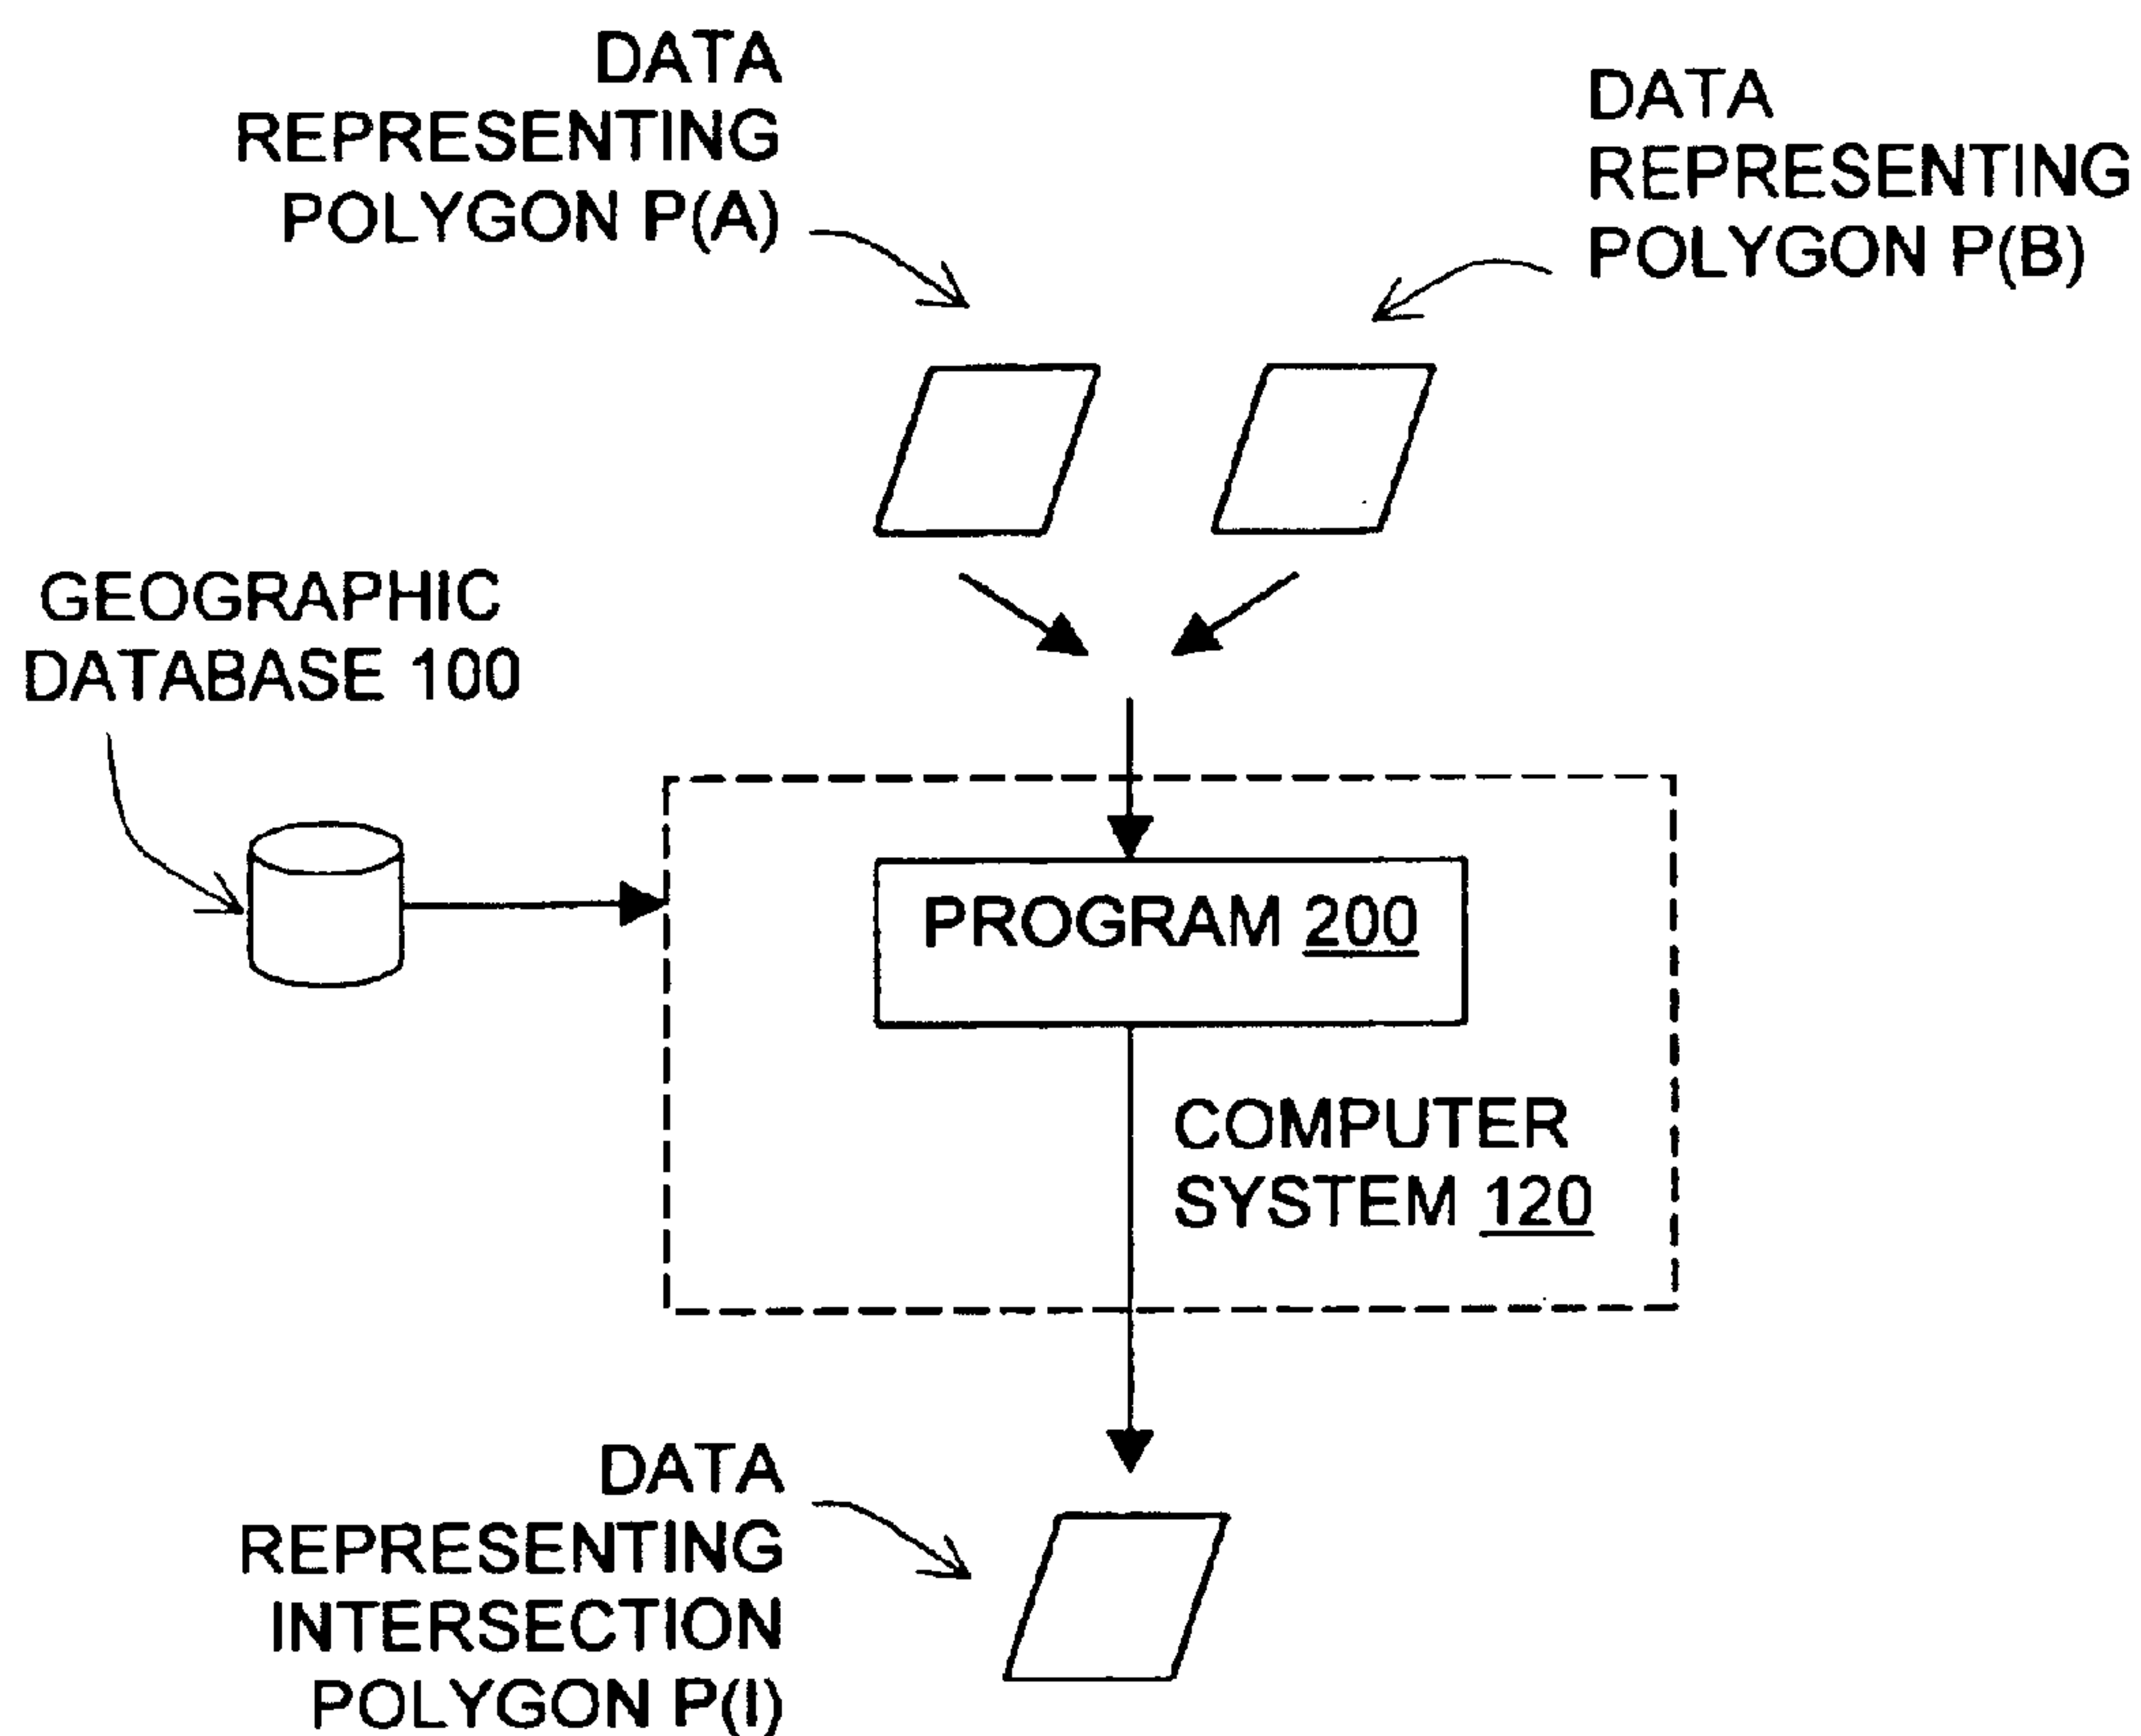 DATA
REPRESENTING
POLYGON P(A)
DATA
REPRESENTING
POLYGON P(B)
GEOGRAPHIC
DATABASE 100
PROGRAM 200
COMPUTER
SYSTEM 120
DATA
REPRESENTING
INTERSECTION
POLYGON P(I)